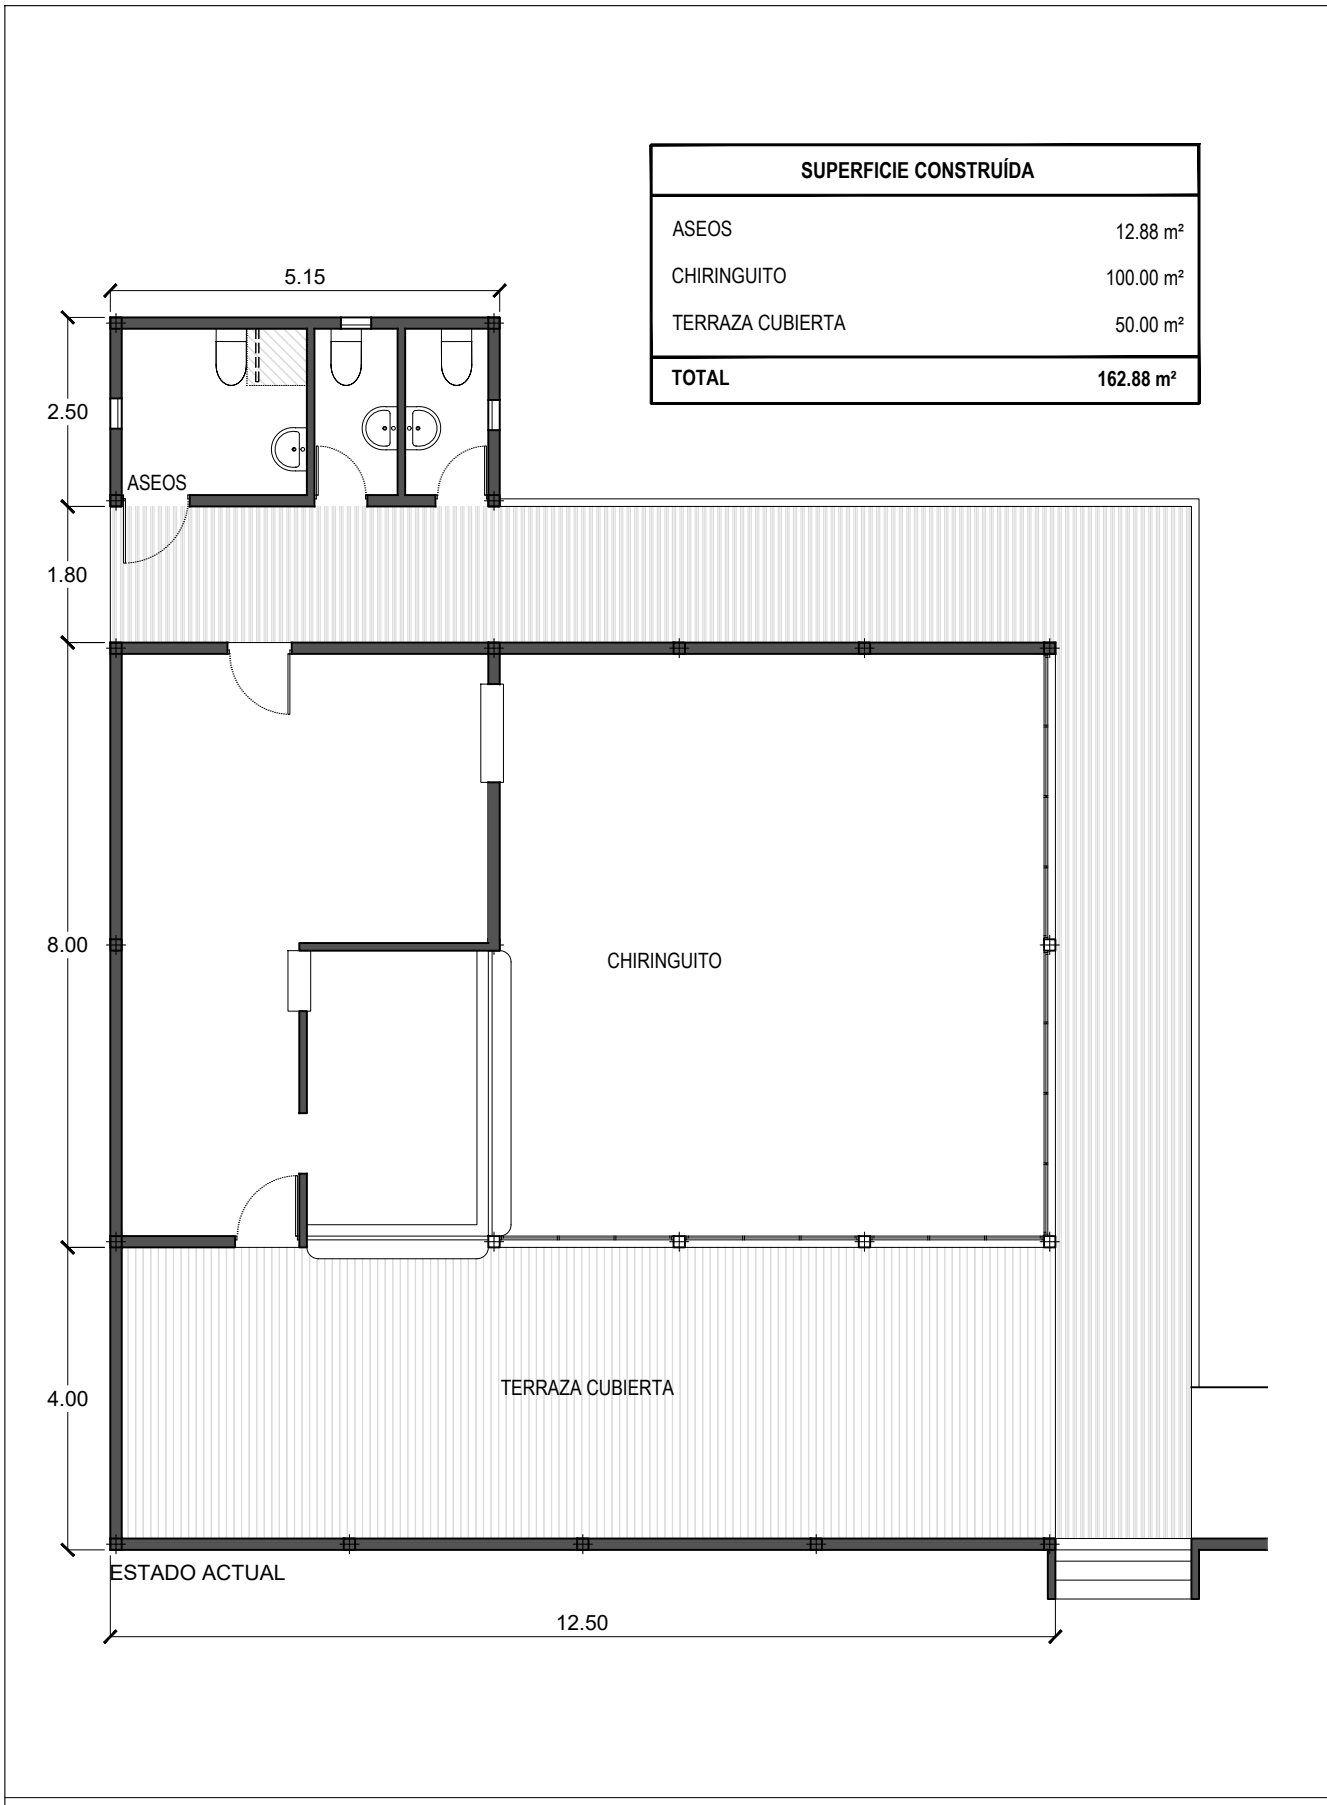 SUPERFICIE CONSTRUÍDA
ASEOS 12.88 m²
CHIRINGUITO 100.00 m²
TERRAZA CUBIERTA 50.00 m²
TOTAL 162.88 m²
5.15
2.50
ASEOS
1.80
8.00
CHIRINGUITO
4.00
TERRAZA CUBIERTA
ESTADO ACTUAL
12.50